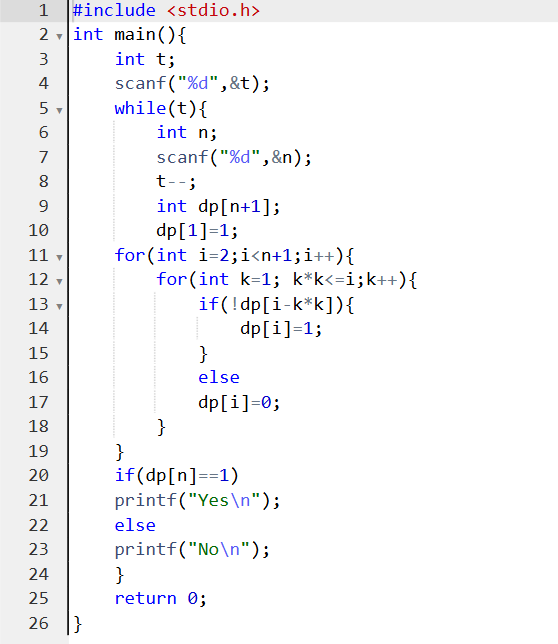 1 #include <stdio.h>
2 int main(){
3 int t;
4 scanf("%d",&t);
5 while(t){
6 int n;
7 scanf("%d",&n);
8 t--;
9 int dp[n+1];
10 dp[1]=1;
11 for(int i=2;i<n+1;i++){
12 for(int k=1; k*k<=i;k++){
13 if(!dp[i-k*k]){
14 dp[i]=1;
15 }
16 else
17 dp[i]=0;
18 }
19 }
20 if(dp[n]==1)
21 printf("Yes\n");
22 else
23 printf("No\n");
24 }
25 return 0;
26 }